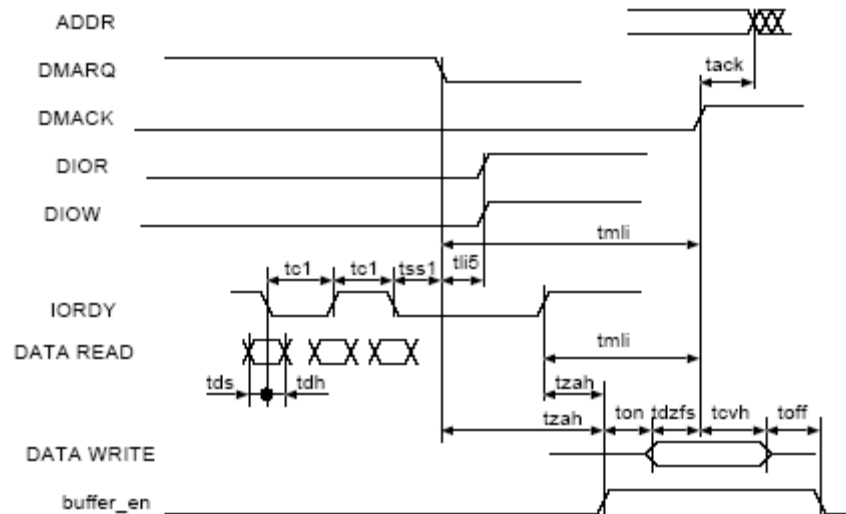 ADDR
DMARQ
tack
DMACK
DIOR
DIOW
tmli
tc1 tc1 tss1 tli5
IORDY
tmli
DATA READ
tds tdh tzah
tzah ton tdzfs tcvh toff
DATA WRITE
buffer_en